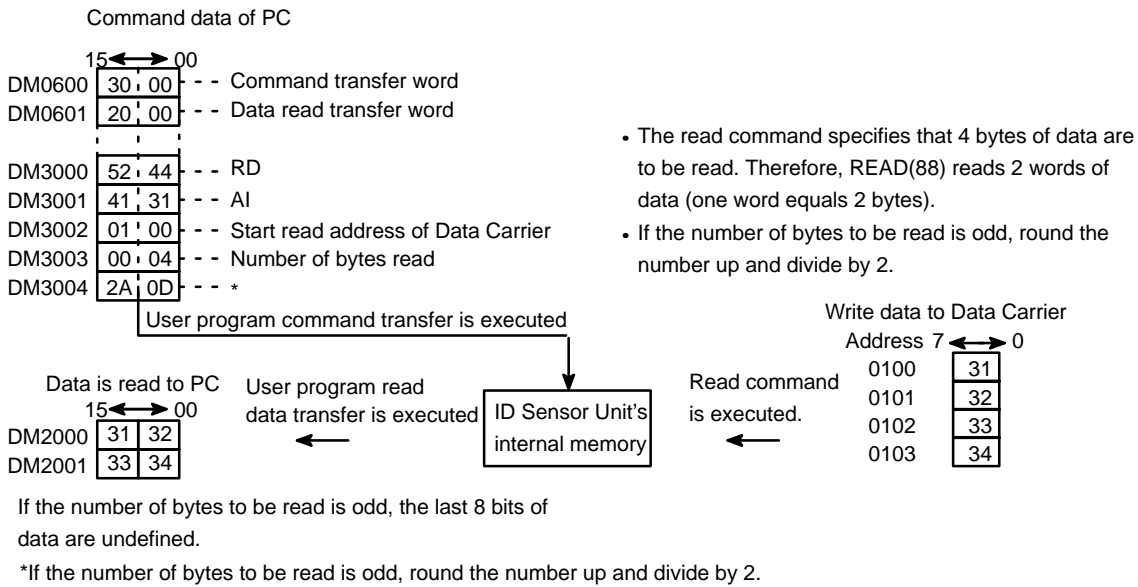 Command data of PC
15 00
DM0600 30 00 Command transfer word
DM0601 20 00 Data read transfer word
DM3000 52 44 RD
DM3001 41 31 AI
DM3002 01 00 Start read address of Data Carrier
DM3003 00 04 Number of bytes read
DM3004 2A 0D *
• The read command specifies that 4 bytes of data are
to be read. Therefore, READ(88) reads 2 words of
data (one word equals 2 bytes).
• If the number of bytes to be read is odd, round the
number up and divide by 2.
User program command transfer is executed
Write data to Data Carrier
Address 7 0
0100 31
0101 32
0102 33
0103 34
Read command
is executed.
ID Sensor Unit's
internal memory
User program read
data transfer is executed
Data is read to PC
15 00
DM2000 31 32
DM2001 33 34
If the number of bytes to be read is odd, the last 8 bits of
data are undefined.
*If the number of bytes to be read is odd, round the number up and divide by 2.